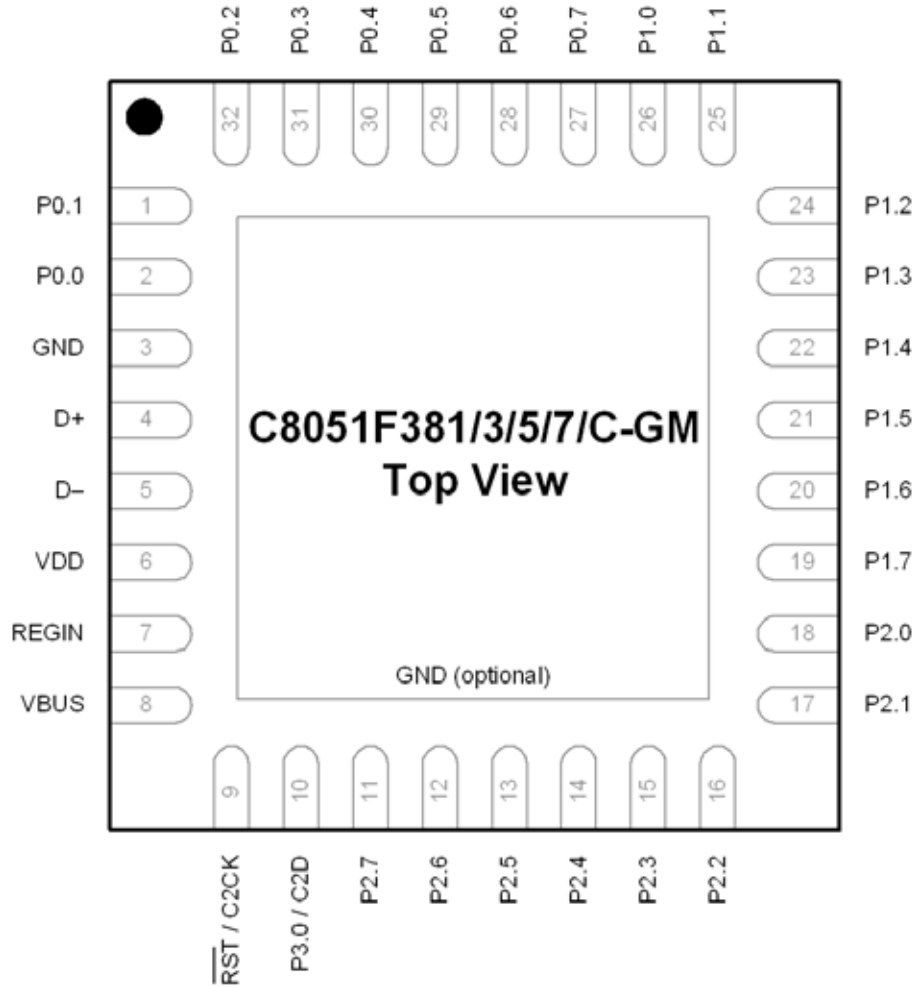 P0.2 P0.3 P0.4 P0.5 P0.6 P0.7 P1.0 P1.1
32 31 30 29 28 27 26 25
P0.1 1 24 P1.2
P0.0 2 23 P1.3
GND 3 22 P1.4
D+ 4 21 P1.5
C8051F381/3/5/7/C-GM
Top View
D– 5 20 P1.6
VDD 6 19 P1.7
REGIN 7 18 P2.0
GND (optional)
VBUS 8 17 P2.1
9 10 11 12 13 14 15 16
RST / C2CK P3.0 / C2D P2.7 P2.6 P2.5 P2.4 P2.3 P2.2